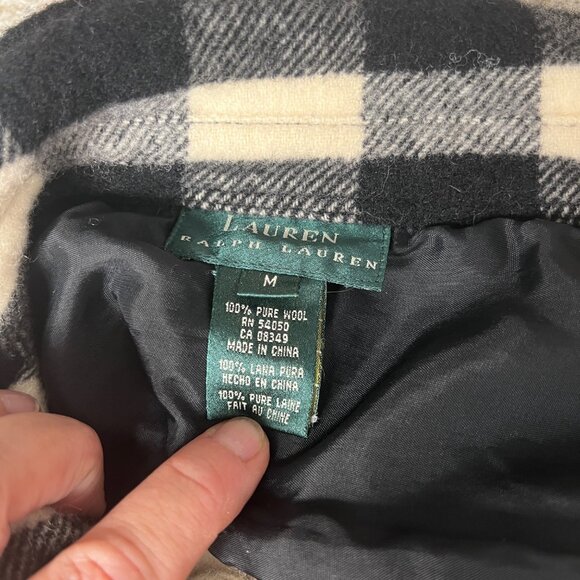 LAUREN
RALPH LAUREN
M
100% PURE WOOL
RN 54050
CA 08349
MADE IN CHINA
100% LANA PURA
HECHO EN CHINA
100% PURE LAINE
FAIT AU CHINE